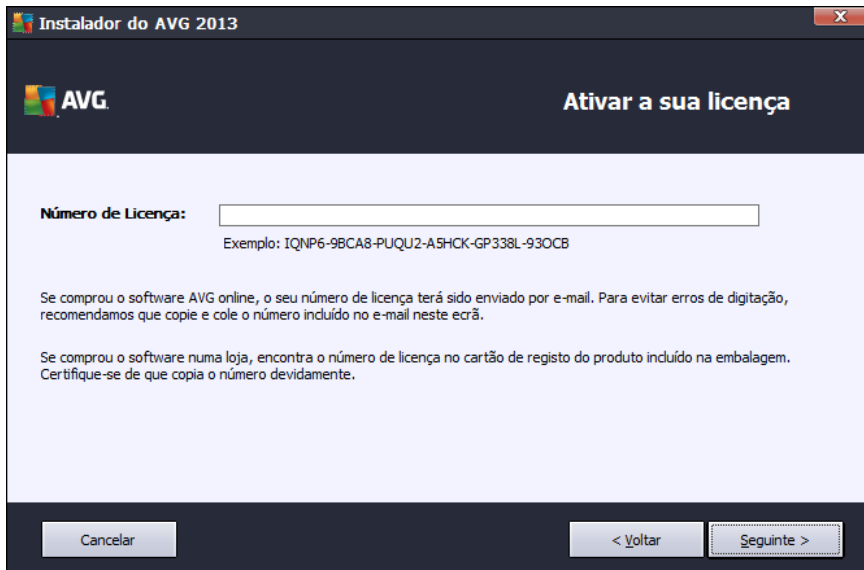 Instalador do AVG 2013
AVG.
Ativar a sua licença
Número de Licença:
Exemplo: IQNP6-9BCA8-PUQU2-A5HCK-GP338L-93OCB
Se comprou o software AVG online, o seu número de licença terá sido enviado por e-mail. Para evitar erros de digitação,
recomendamos que copie e cole o número incluído no e-mail neste ecrã.
Se comprou o software numa loja, encontra o número de licença no cartão de registo do produto incluído na embalagem.
Certifique-se de que copia o número devidamente.
Cancelar
< Voltar
Seguinte >